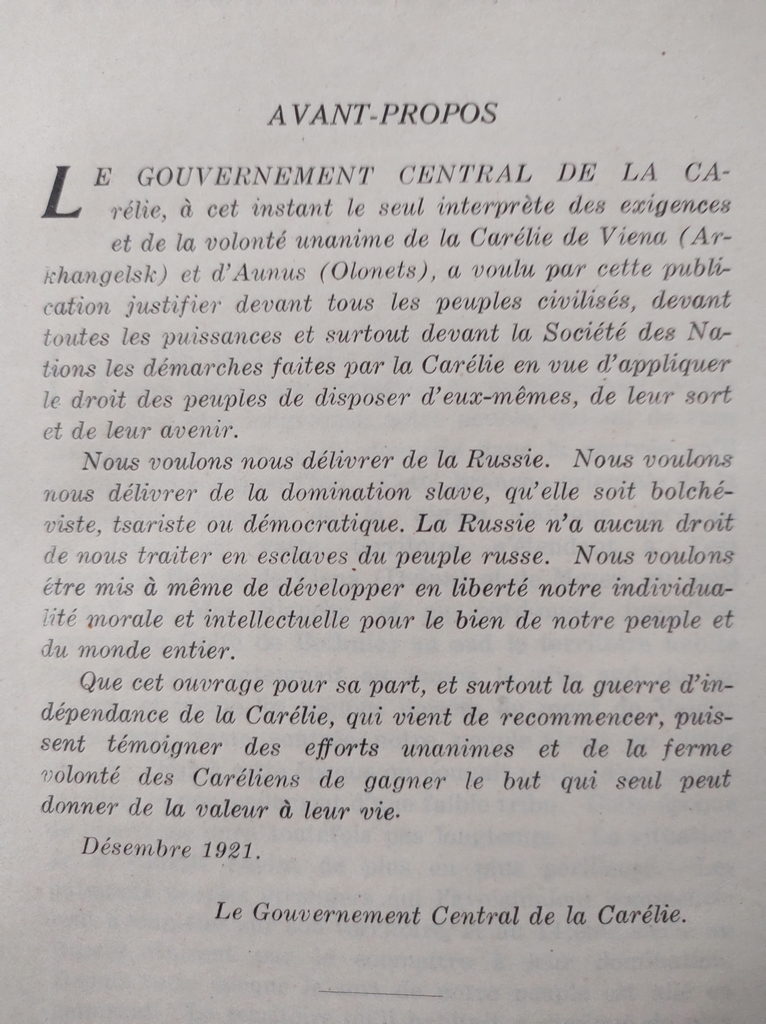 AVANT-PROPOS
LE GOUVERNEMENT CENTRAL DE LA CA-
rélie, à cet instant le seul interprète des exigences
et de la volonté unanime de la Carélie de Viena (Ar-
khangelsk) et d'Aunus (Olonets), a voulu par cette publi-
cation justifier devant tous les peuples civilisés, devant
toutes les puissances et surtout devant la Société des Na-
tions les démarches faites par la Carélie en vue d'appliquer
le droit des peuples de disposer d'eux-mêmes, de leur sort
et de leur avenir.
Nous voulons nous délivrer de la Russie. Nous voulons
nous délivrer de la domination slave, qu'elle soit bolché-
viste, tsariste ou démocratique. La Russie n'a aucun droit
de nous traiter en esclaves du peuple russe. Nous voulons
étre mis à même de développer en liberté notre individua-
lité morale et intellectuelle pour le bien de notre peuple et
du monde entier.
Que cet ouvrage pour sa part, et surtout la guerre d'in-
dépendance de la Carélie, qui vient de recommencer, puis-
sent témoigner des efforts unanimes et de la ferme
volonté des Caréliens de gagner le but qui seul peut
donner de la valeur à leur vie.
Désembre 1921.
Le Gouvernement Central de la Carélie.